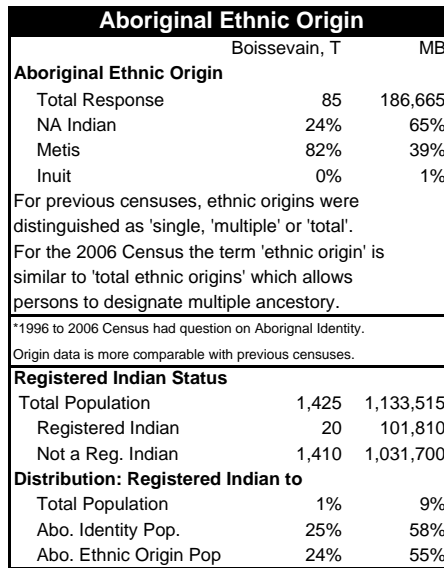 Aboriginal Ethnic Origin
Boissevain, T MB
Aboriginal Ethnic Origin
Total Response 85 186,665
NA Indian 24% 65%
Metis 82% 39%
Inuit 0% 1%
For previous censuses, ethnic origins were
distinguished as 'single, 'multiple' or 'total'.
For the 2006 Census the term 'ethnic origin' is
similar to 'total ethnic origins' which allows
persons to designate multiple ancestory.
*1996 to 2006 Census had question on Aborignal Identity.
Origin data is more comparable with previous censuses.
Registered Indian Status
Total Population 1,425 1,133,515
Registered Indian 20 101,810
Not a Reg. Indian 1,410 1,031,700
Distribution: Registered Indian to
Total Population 1% 9%
Abo. Identity Pop. 25% 58%
Abo. Ethnic Origin Pop 24% 55%